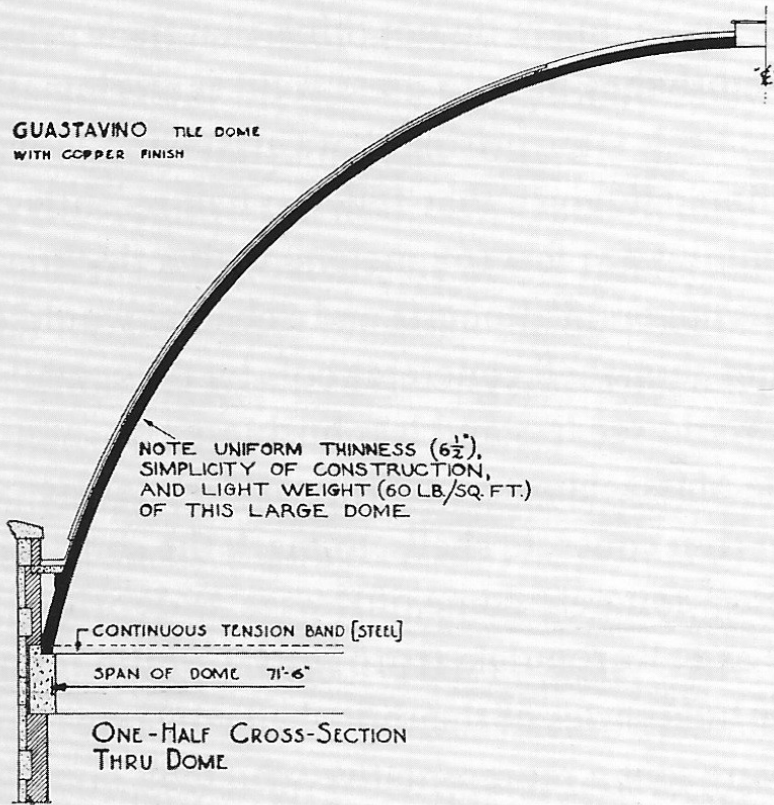 GUASTAVINO TILE DOME
WITH COPPER FINISH
℄
NOTE UNIFORM THINNESS (6½"),
SIMPLICITY OF CONSTRUCTION,
AND LIGHT WEIGHT (60 LB./SQ. FT.)
OF THIS LARGE DOME
CONTINUOUS TENSION BAND [STEEL]
SPAN OF DOME 71'-6"
ONE-HALF CROSS-SECTION
THRU DOME